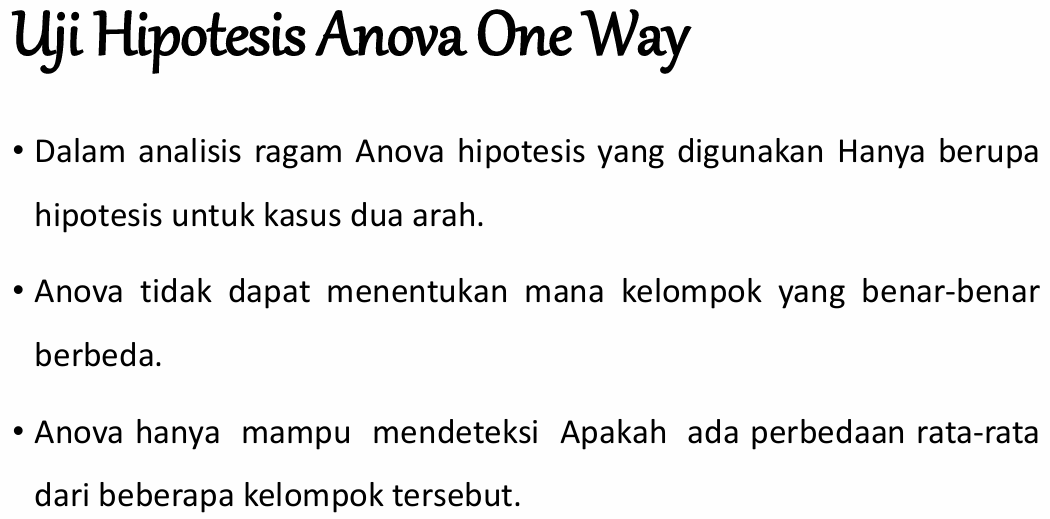 Uji Hipotesis Anova One Way
• Dalam analisis ragam Anova hipotesis yang digunakan Hanya berupa
hipotesis untuk kasus dua arah.
• Anova tidak dapat menentukan mana kelompok yang benar-benar
berbeda.
• Anova hanya mampu mendeteksi Apakah ada perbedaan rata-rata
dari beberapa kelompok tersebut.